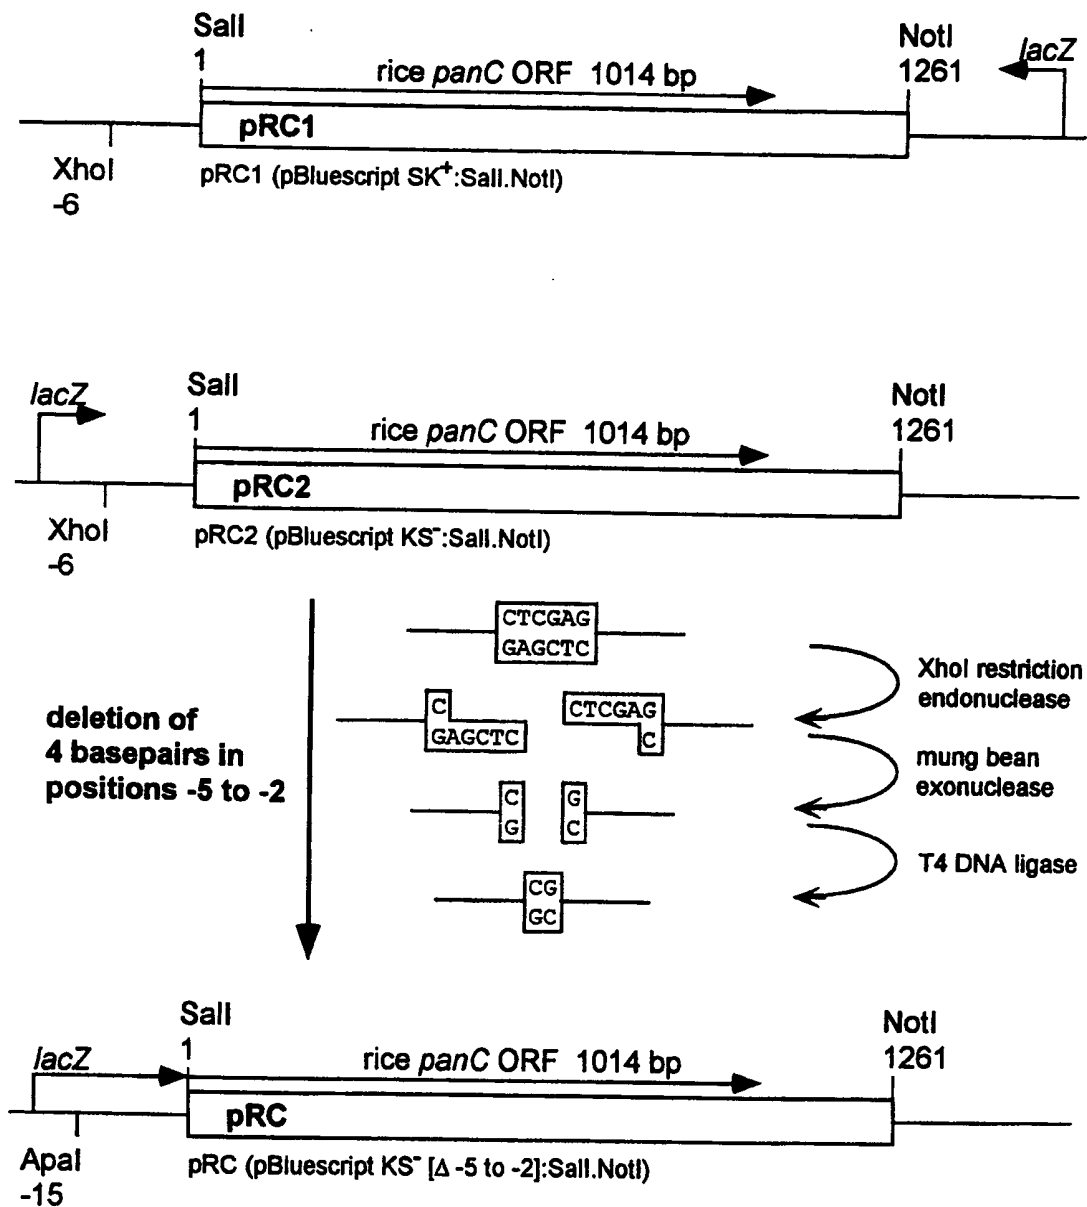 SalI
1
NotI
1261
lacZ
rice panC ORF 1014 bp
pRC1
XhoI
-6
pRC1 (pBluescript SK+:SalI.NotI)
lacZ
SalI
1
NotI
1261
rice panC ORF 1014 bp
pRC2
XhoI
-6
pRC2 (pBluescript KS-:SalI.NotI)
CTCGAG
GAGCTC
XhoI restriction
endonuclease
C
GAGCTC
CTCGAG
C
deletion of
4 basepairs in
positions -5 to -2
mung bean
exonuclease
C
G
G
C
T4 DNA ligase
CG
GC
lacZ
SalI
1
NotI
1261
rice panC ORF 1014 bp
pRC
ApaI
-15
pRC (pBluescript KS- [Δ -5 to -2]:SalI.NotI)